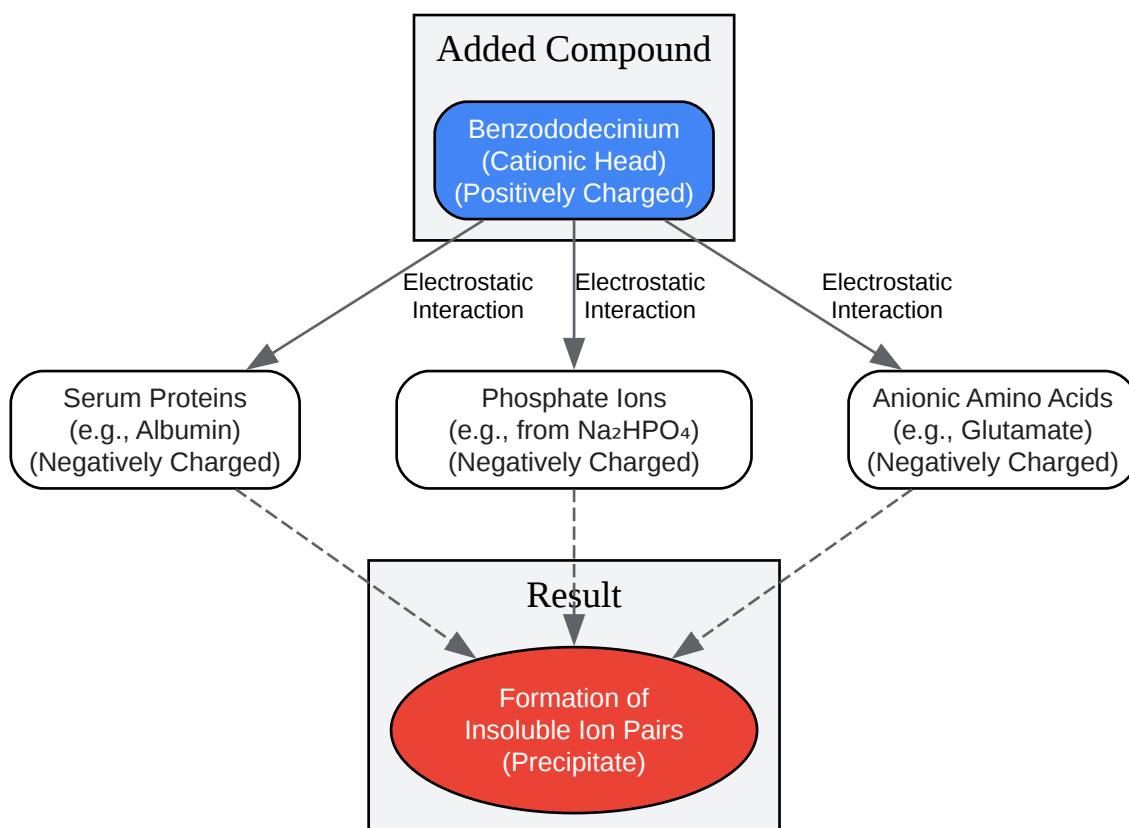 Added Compound
Benzododecinium
(Cationic Head)
(Positively Charged)
Electrostatic
Interaction
Electrostatic
Interaction
Electrostatic
Interaction
Serum Proteins
(e.g., Albumin)
(Negatively Charged)
Phosphate Ions
(e.g., from Na₂HPO₄)
(Negatively Charged)
Anionic Amino Acids
(e.g., Glutamate)
(Negatively Charged)
Result
Formation of
Insoluble Ion Pairs
(Precipitate)